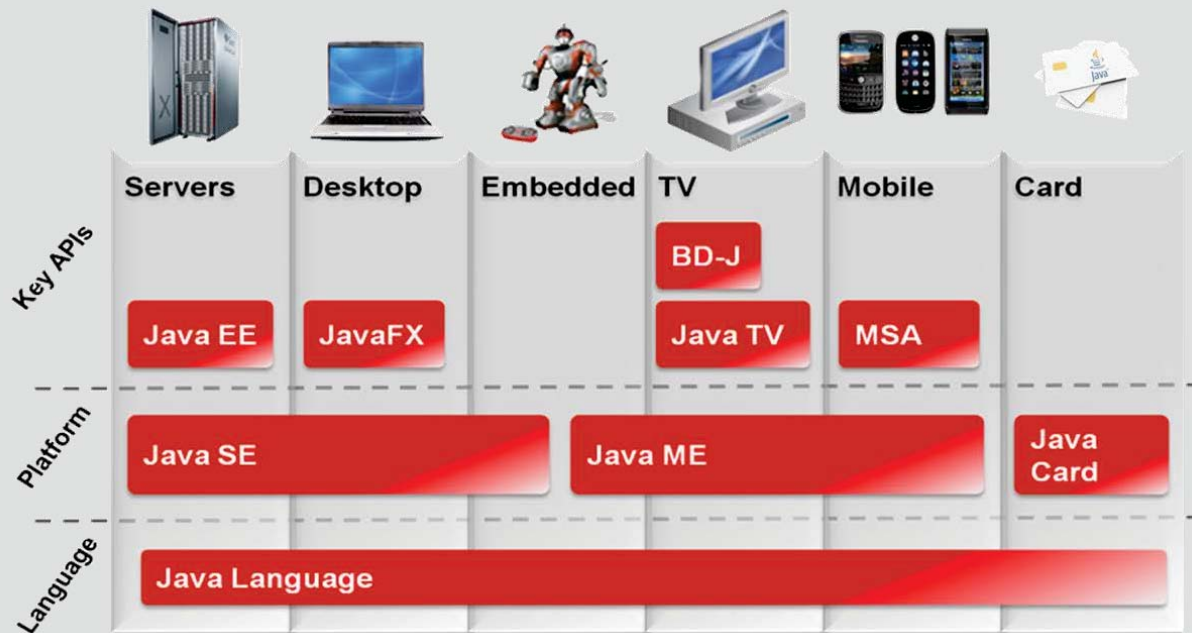 Java
Servers
Desktop
Embedded
TV
Mobile
Card
Key APIs
BD-J
Java EE
JavaFX
Java TV
MSA
Platform
Java SE
Java ME
Java
Card
Language
Java Language